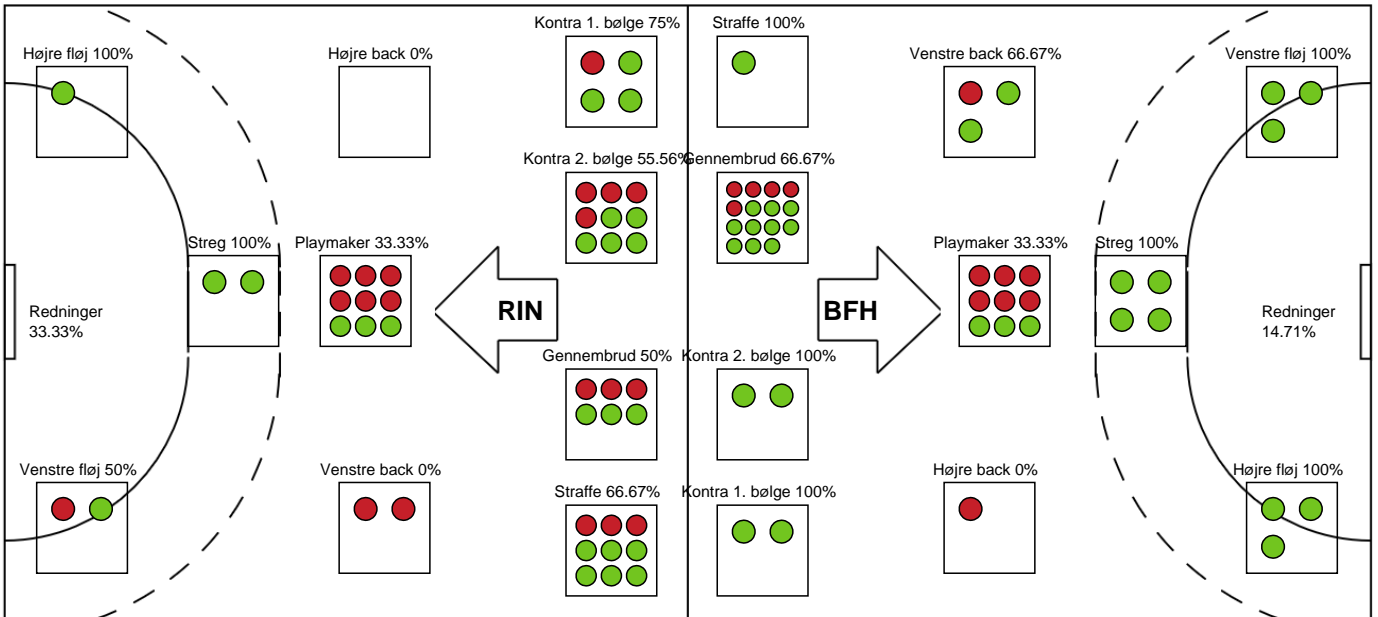 Kontra 1. bølge 75%
Straffe 100%
Højre fløj 100%
Højre back 0%
Venstre back 66.67%
Venstre fløj 100%
Kontra 2. bølge 55.56%
Gennembrud 66.67%
Streg 100%
Playmaker 33.33%
Playmaker 33.33%
Streg 100%
Redninger
33.33%
RIN
BFH
Redninger
14.71%
Gennembrud 50%
Kontra 2. bølge 100%
Venstre fløj 50%
Venstre back 0%
Straffe 66.67%
Kontra 1. bølge 100%
Højre back 0%
Højre fløj 100%